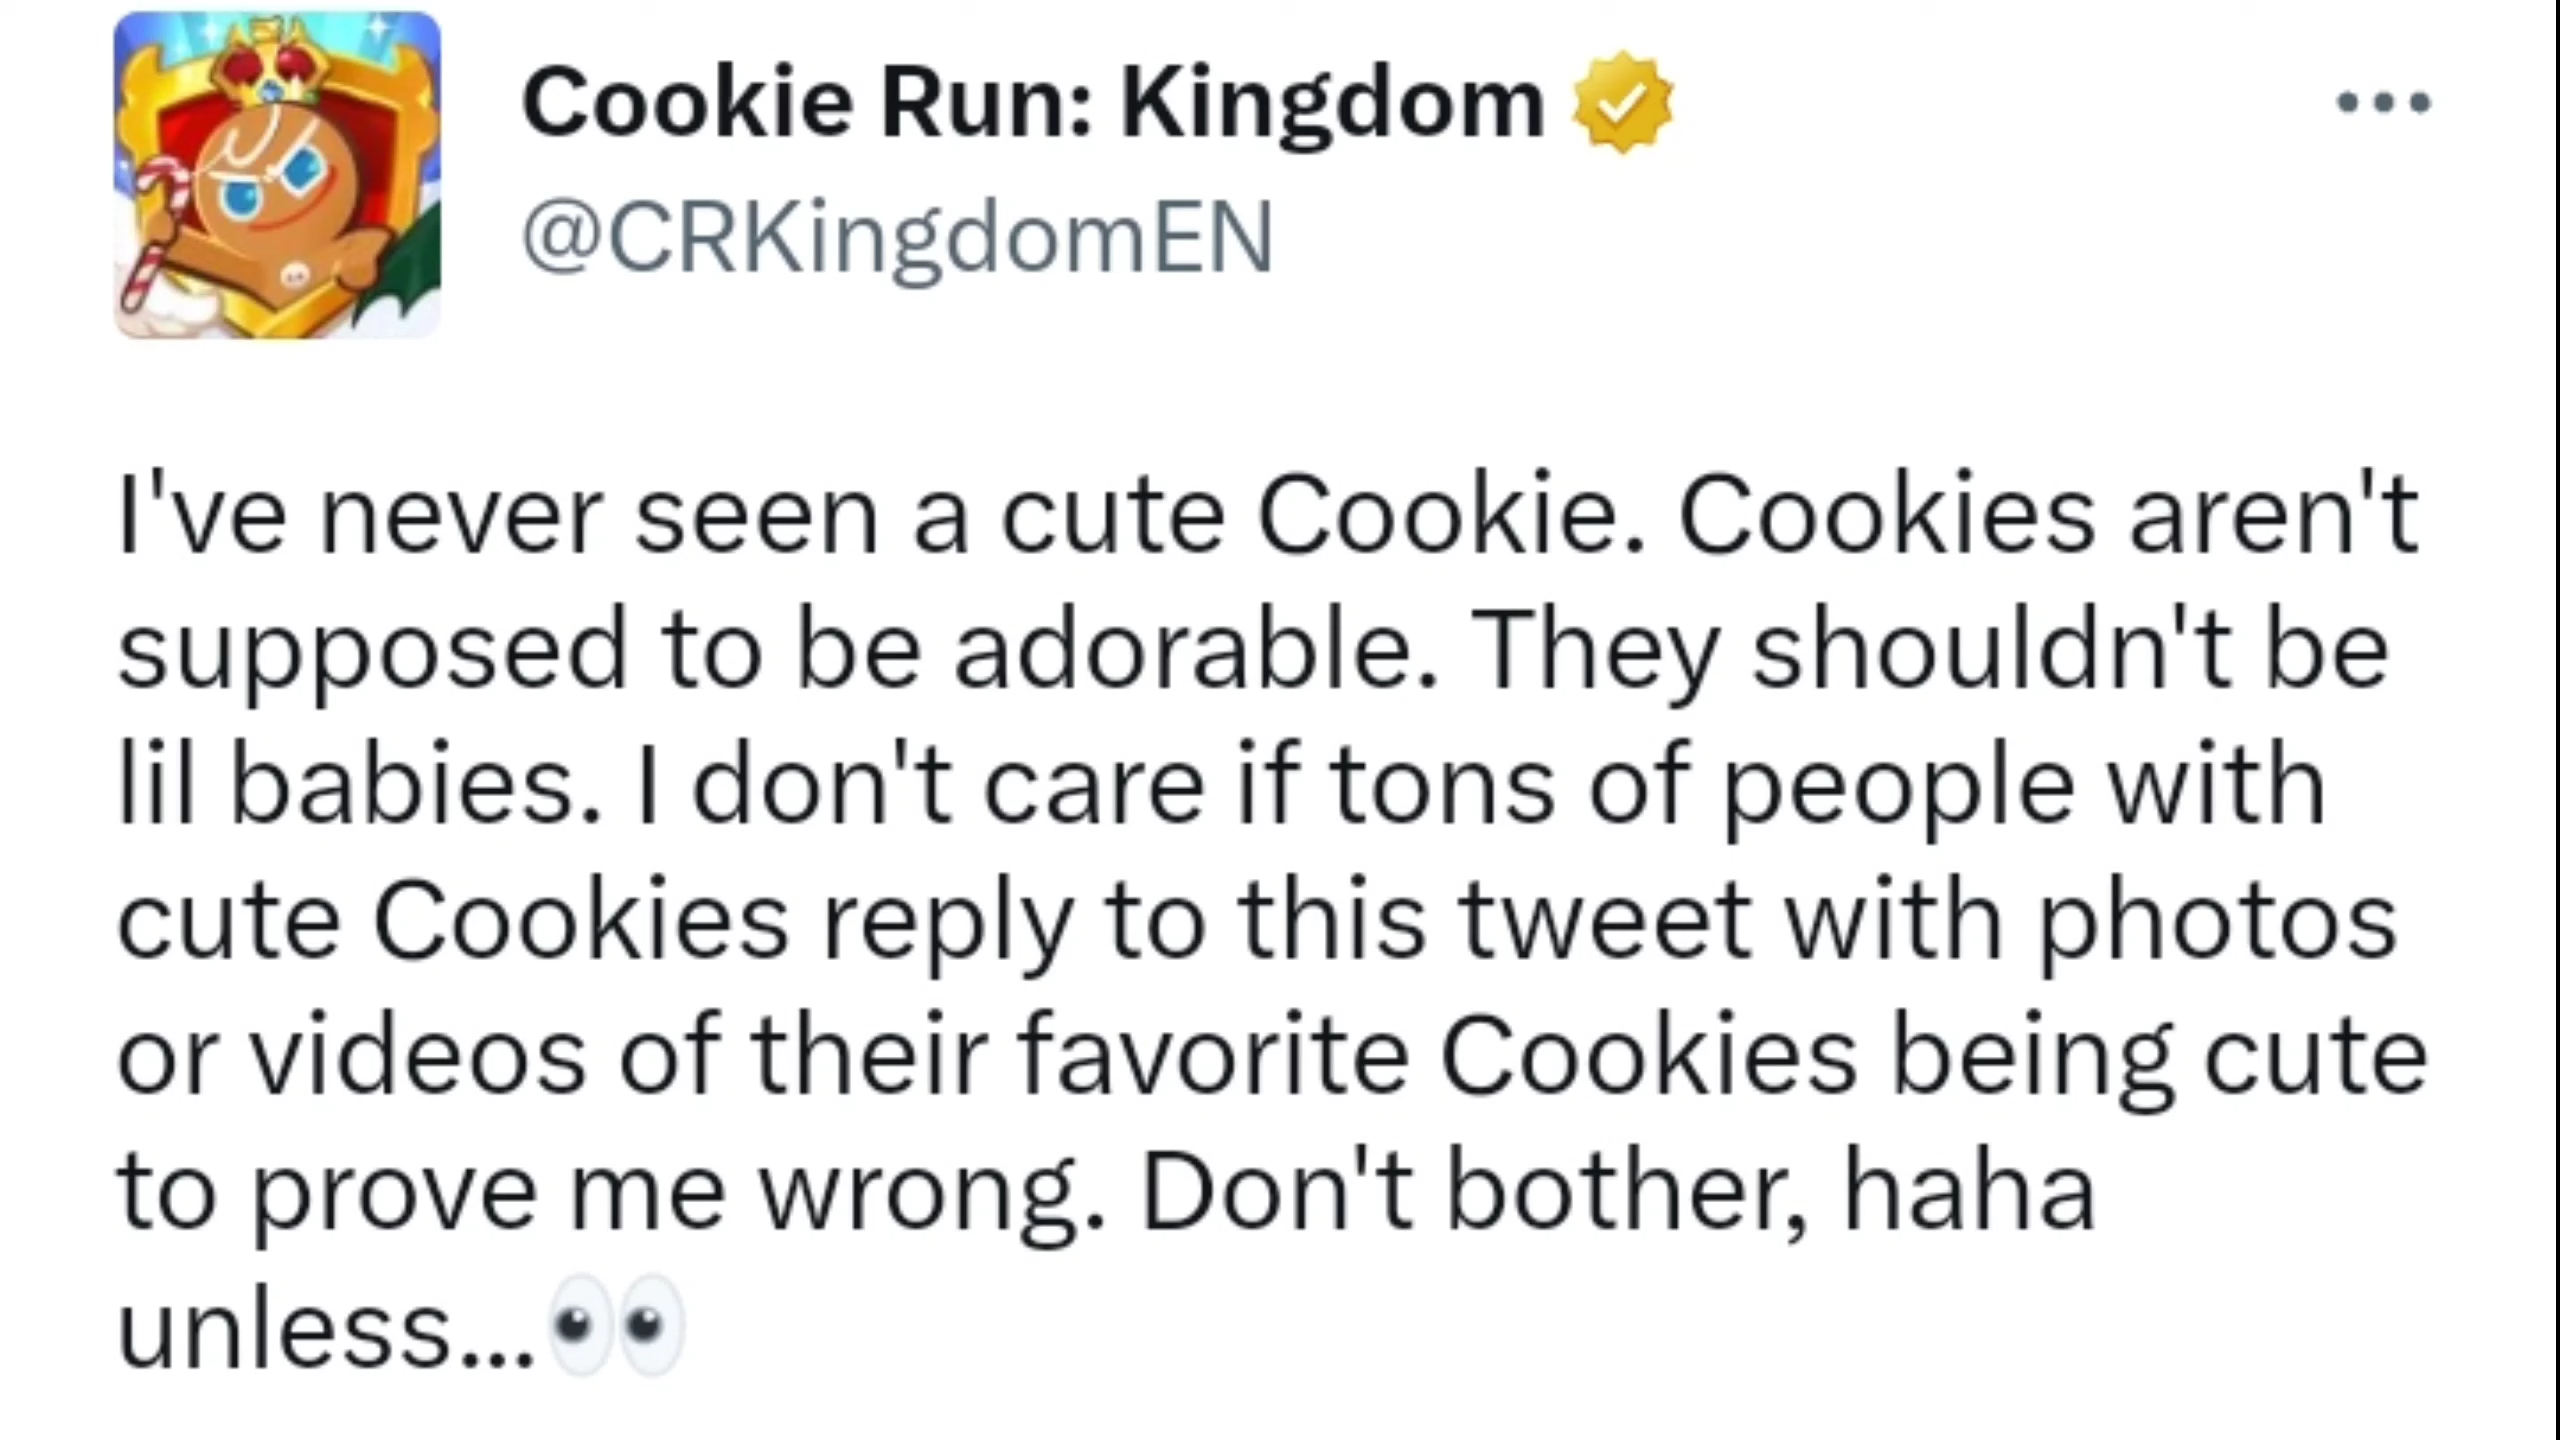 Cookie Run: Kingdom
@CRKingdomEN
I've never seen a cute Cookie. Cookies aren't
supposed to be adorable. They shouldn't be
lil babies. I don't care if tons of people with
cute Cookies reply to this tweet with photos
or videos of their favorite Cookies being cute
to prove me wrong. Don't bother, haha
unless...👀